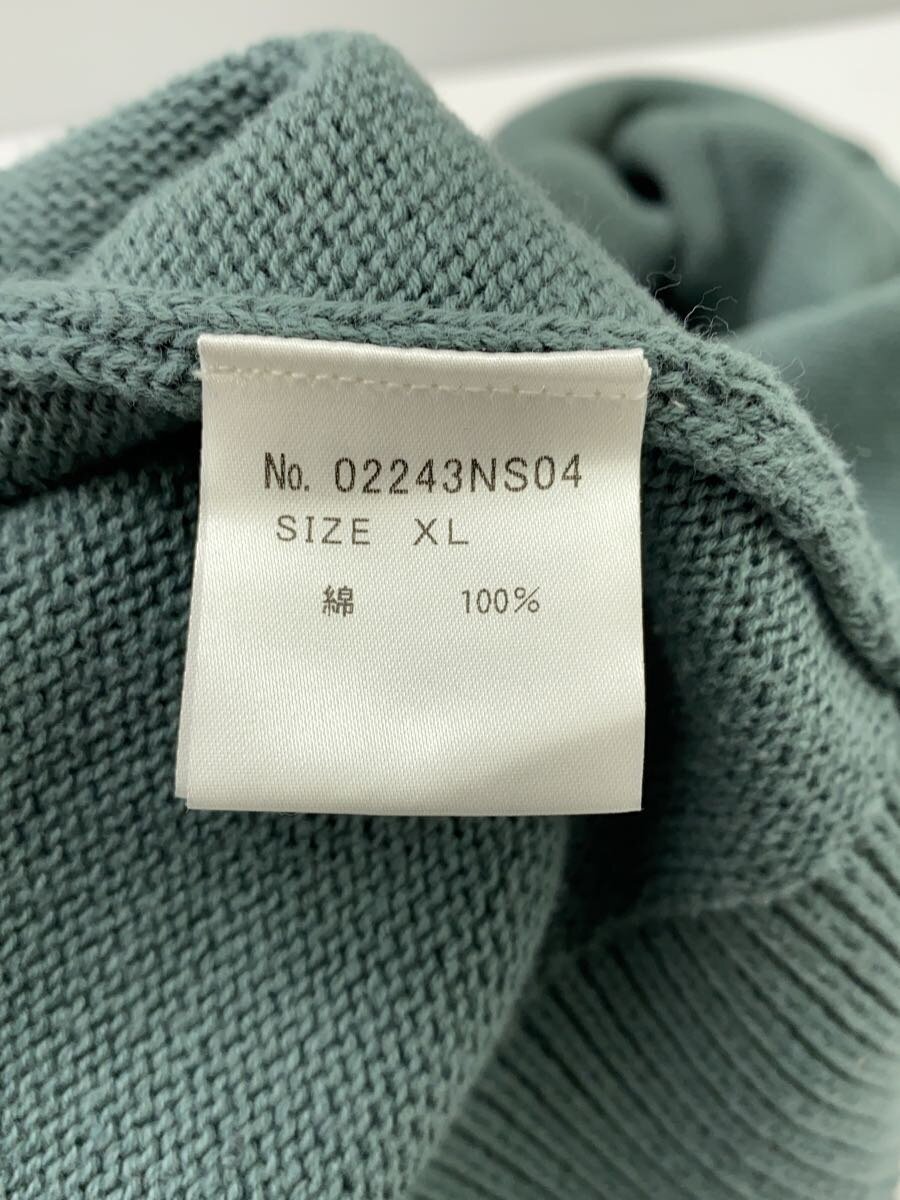 No. 02243NS04
SIZE XL
綿 100%